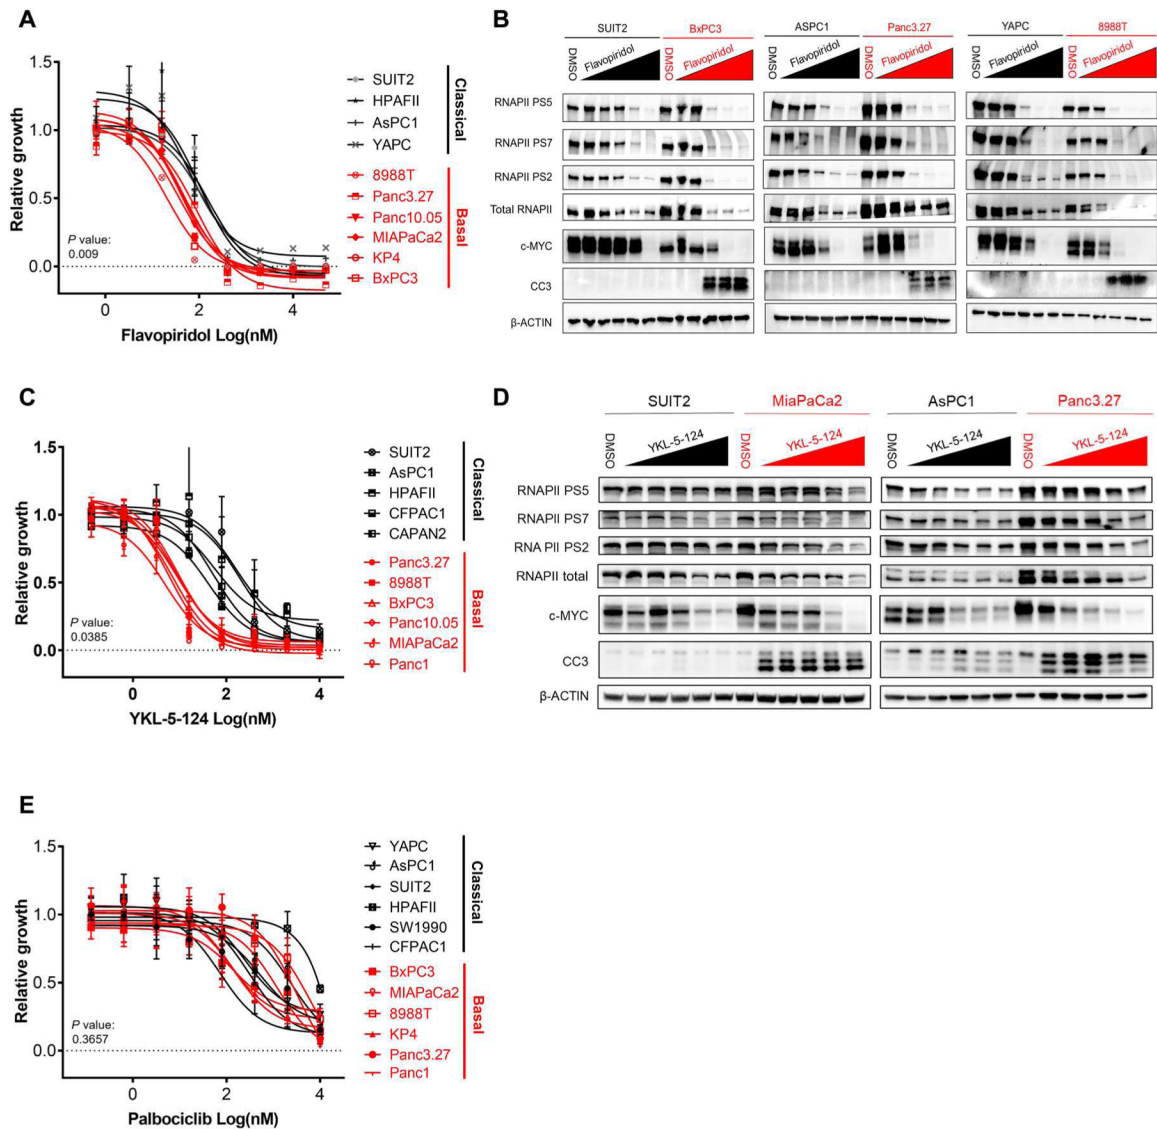 A
Relative growth
1.5
1.0
0.5
0.0
P value:
0.009
0
2
4
Flavopiridol Log(nM)
SUIT2
HPAFII
AsPC1
YAPC
Classical
8988T
Panc3.27
Panc10.05
MIAPaCa2
KP4
BxPC3
Basal
B
SUIT2
BxPC3
ASPC1
Panc3.27
YAPC
8988T
DMSO
Flavopiridol
DMSO
Flavopiridol
DMSO
Flavopiridol
DMSO
Flavopiridol
DMSO
Flavopiridol
DMSO
Flavopiridol
RNAPII PS5
RNAPII PS7
RNAPII PS2
Total RNAPII
c-MYC
CC3
β-ACTIN
C
Relative growth
1.5
1.0
0.5
0.0
P value:
0.0385
0
2
4
YKL-5-124 Log(nM)
SUIT2
AsPC1
HPAFII
CFPAC1
CAPAN2
Classical
Panc3.27
8988T
BxPC3
Panc10.05
MIAPaCa2
Panc1
Basal
D
SUIT2
MiaPaCa2
AsPC1
Panc3.27
DMSO
YKL-5-124
DMSO
YKL-5-124
DMSO
YKL-5-124
DMSO
YKL-5-124
RNAPII PS5
RNAPII PS7
RNA PII PS2
RNAPII total
c-MYC
CC3
β-ACTIN
E
Relative growth
1.5
1.0
0.5
0.0
P value:
0.3657
0
2
4
Palbociclib Log(nM)
YAPC
AsPC1
SUIT2
HPAFII
SW1990
CFPAC1
Classical
BxPC3
MIAPaCa2
8988T
KP4
Panc3.27
Panc1
Basal